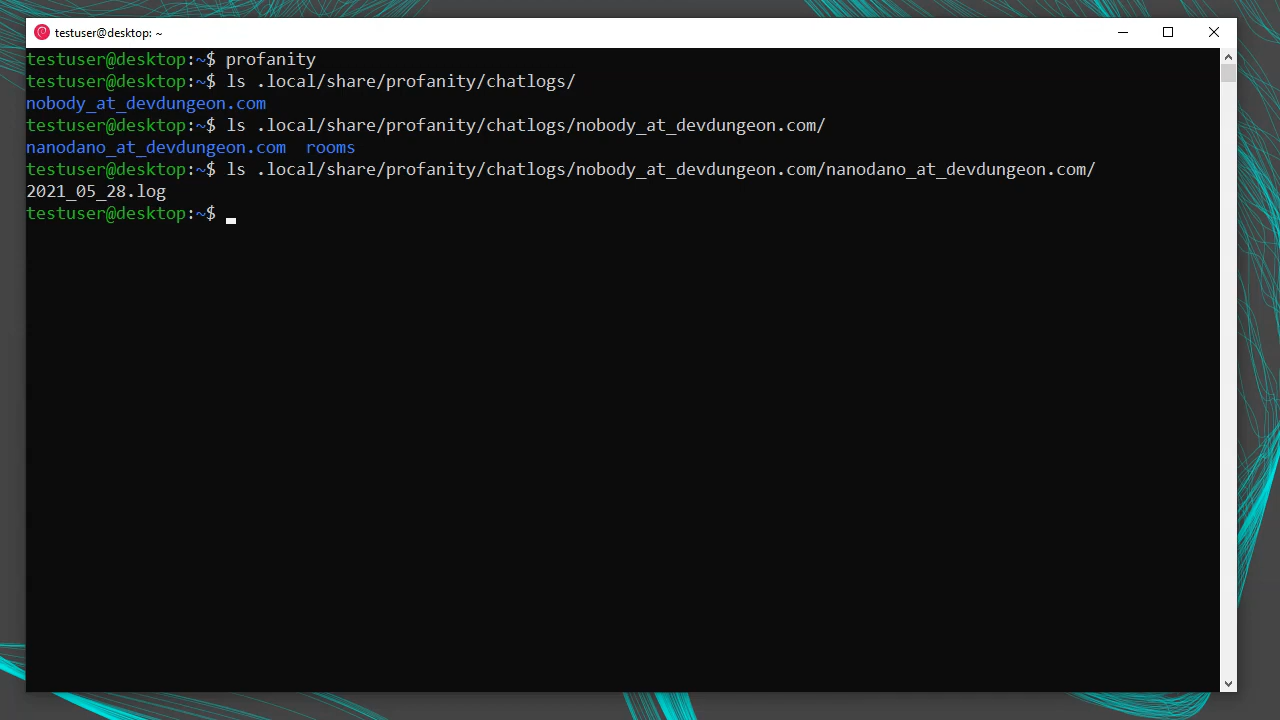 testuser@desktop: ~
testuser@desktop:~$ profanity
testuser@desktop:~$ ls .local/share/profanity/chatlogs/
nobody_at_devdungeon.com
testuser@desktop:~$ ls .local/share/profanity/chatlogs/nobody_at_devdungeon.com/
nanodano_at_devdungeon.com  rooms
testuser@desktop:~$ ls .local/share/profanity/chatlogs/nobody_at_devdungeon.com/nanodano_at_devdungeon.com/
2021_05_28.log
testuser@desktop:~$